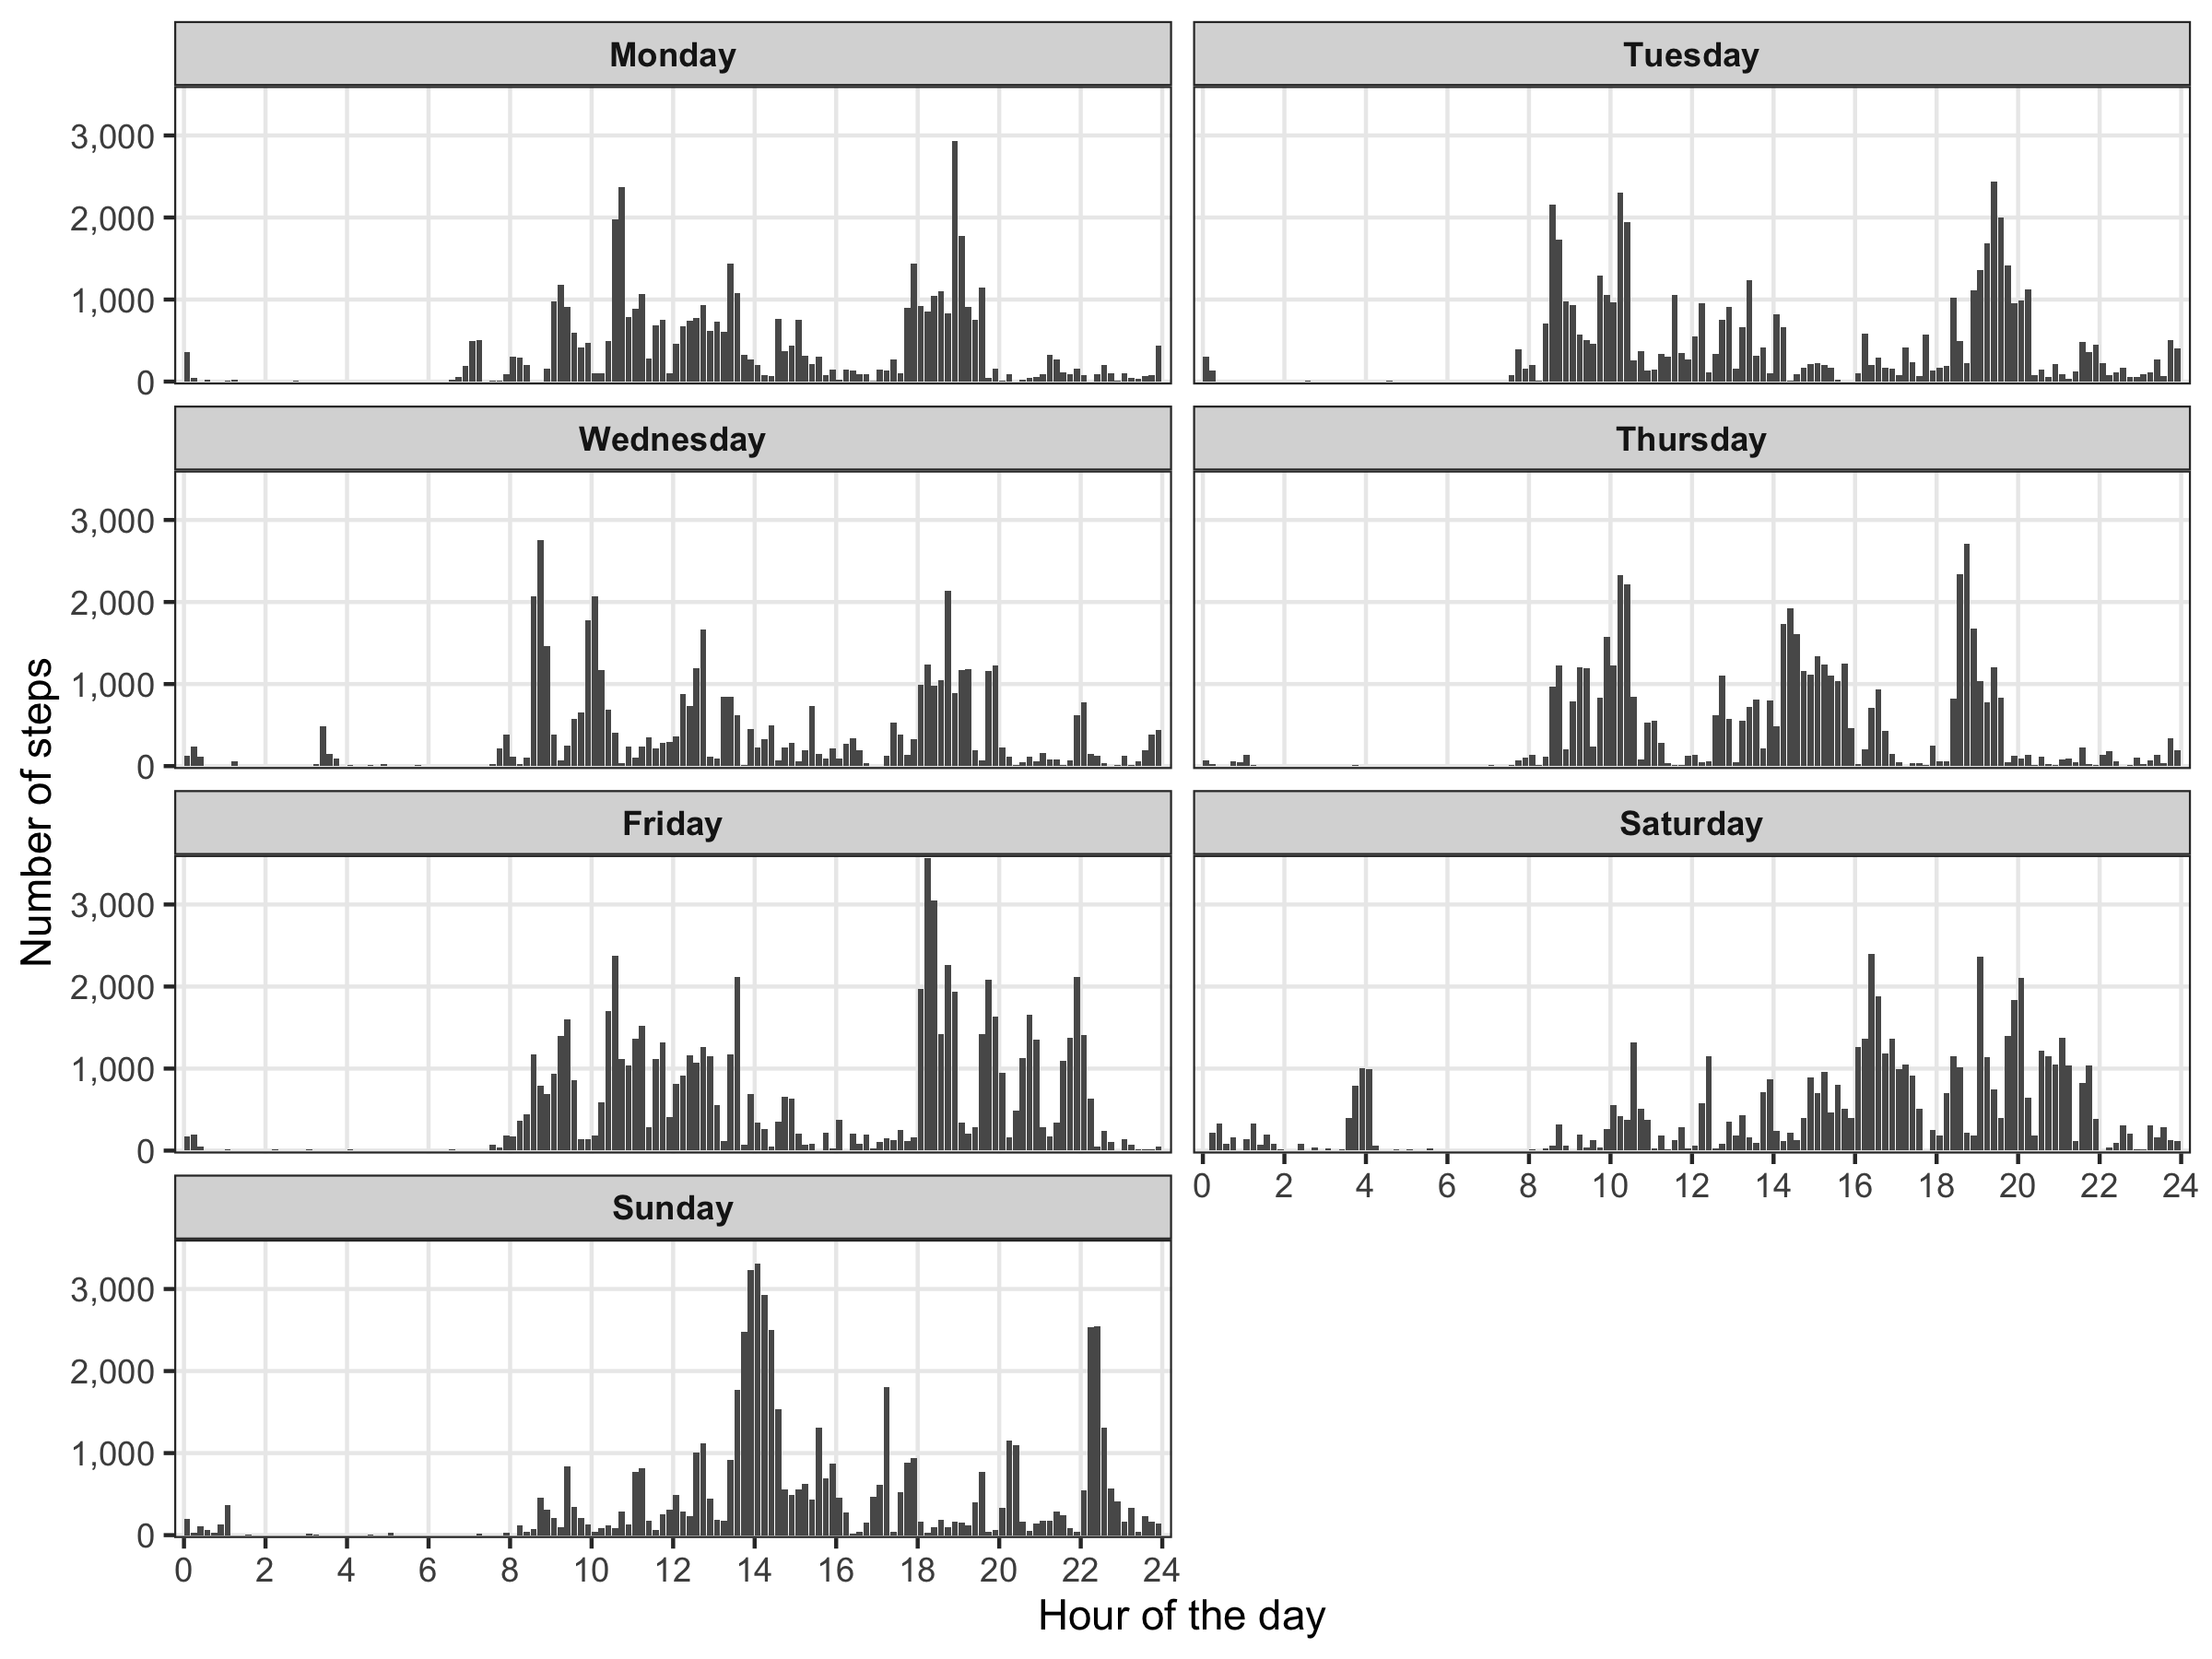 Monday
Tuesday
3,000
2,000
1,000
0
Wednesday
Thursday
3,000
2,000
1,000
0
Friday
Saturday
3,000
2,000
1,000
0
0 2 4 6 8 10 12 14 16 18 20 22 24
Sunday
3,000
2,000
1,000
0
0 2 4 6 8 10 12 14 16 18 20 22 24
Number of steps
Hour of the day